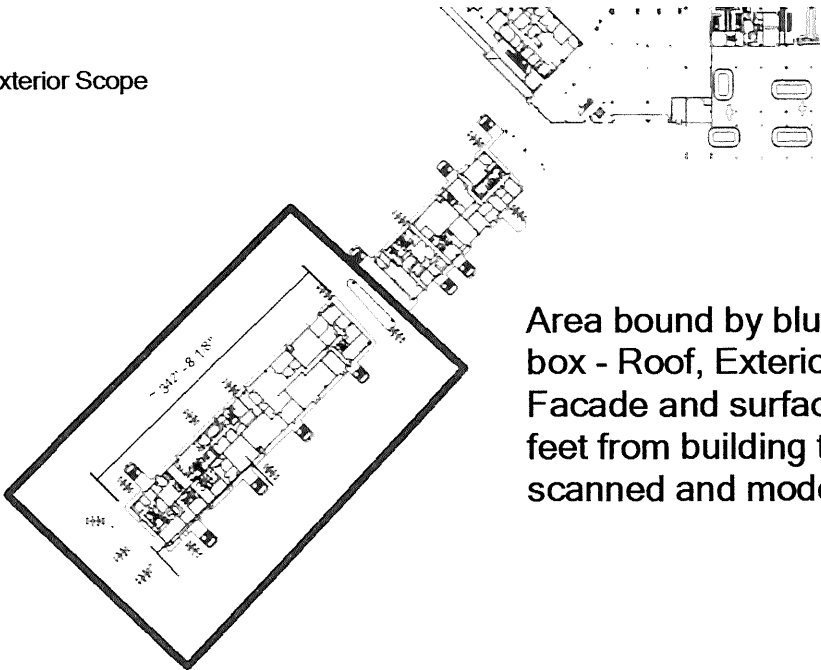 xterior Scope
~ 342' - 8 1/8"
Area bound by blu
box - Roof, Exterio
Facade and surfac
feet from building t
scanned and mode